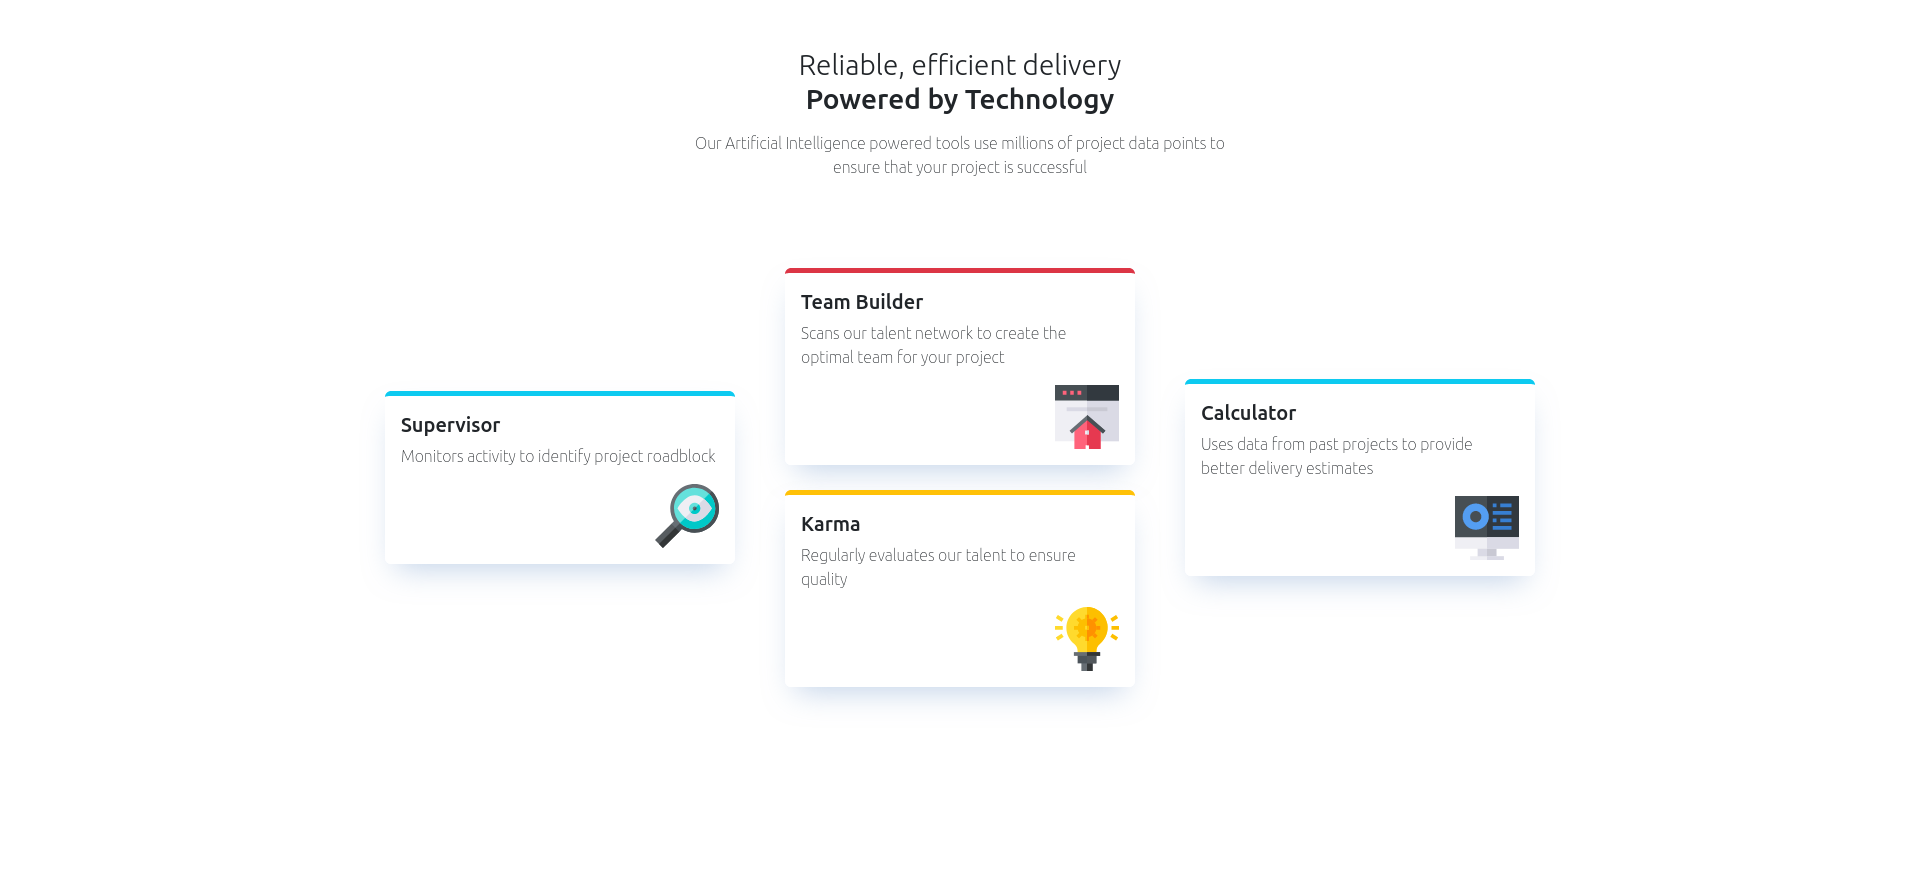 Reliable, efficient delivery
Powered by Technology
Our Artificial Intelligence powered tools use millions of project data points to
ensure that your project is successful
Supervisor
Monitors activity to identify project roadblock
Team Builder
Scans our talent network to create the
optimal team for your project
Karma
Regularly evaluates our talent to ensure
quality
Calculator
Uses data from past projects to provide
better delivery estimates